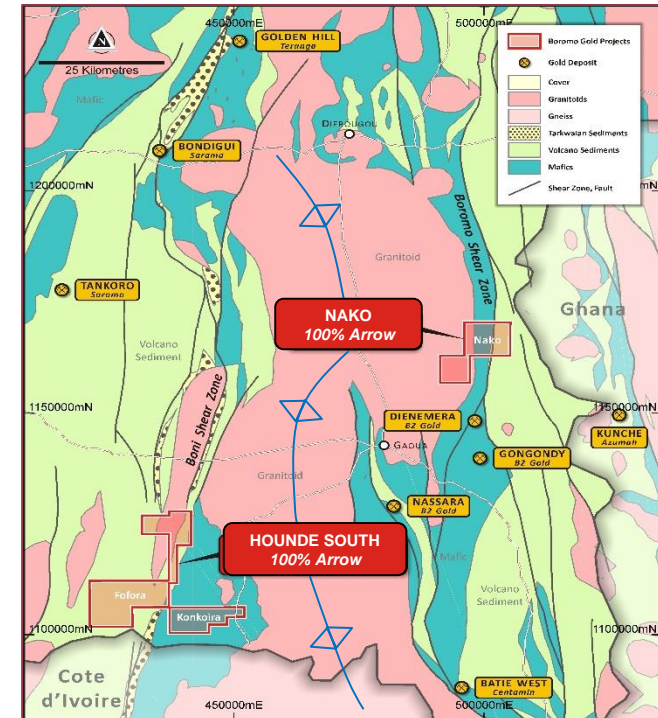 450000mE
500000mE
N
25 Kilometres
GOLDEN HILL
Teranga
Boromo Gold Projects
Gold Deposit
Cover
Granitoids
Gneiss
Tarkwaian Sediments
Volcano Sediments
Mafics
Shear Zone, Fault
Mafic
DIEBOUGOU
BONDIGUI
Sarama
1200000mN
Boromo Shear Zone
Granitoid
TANKORO
Sarama
Ghana
NAKO
100% Arrow
Nako
Volcano
Sediment
Boni Shear Zone
1150000mN
1150000mN
DIENEMERA
B2 Gold
KUNCHE
Azumah
GAOUA
GONGONDY
B2 Gold
Granitoid
NASSARA
B2 Gold
HOUNDE SOUTH
100% Arrow
Mafic
Fofora
Konkoira
Volcano
Sediment
1100000mN
1100000mN
Cote
d'Ivoire
BATIE WEST
Centamin
450000mE
500000mE